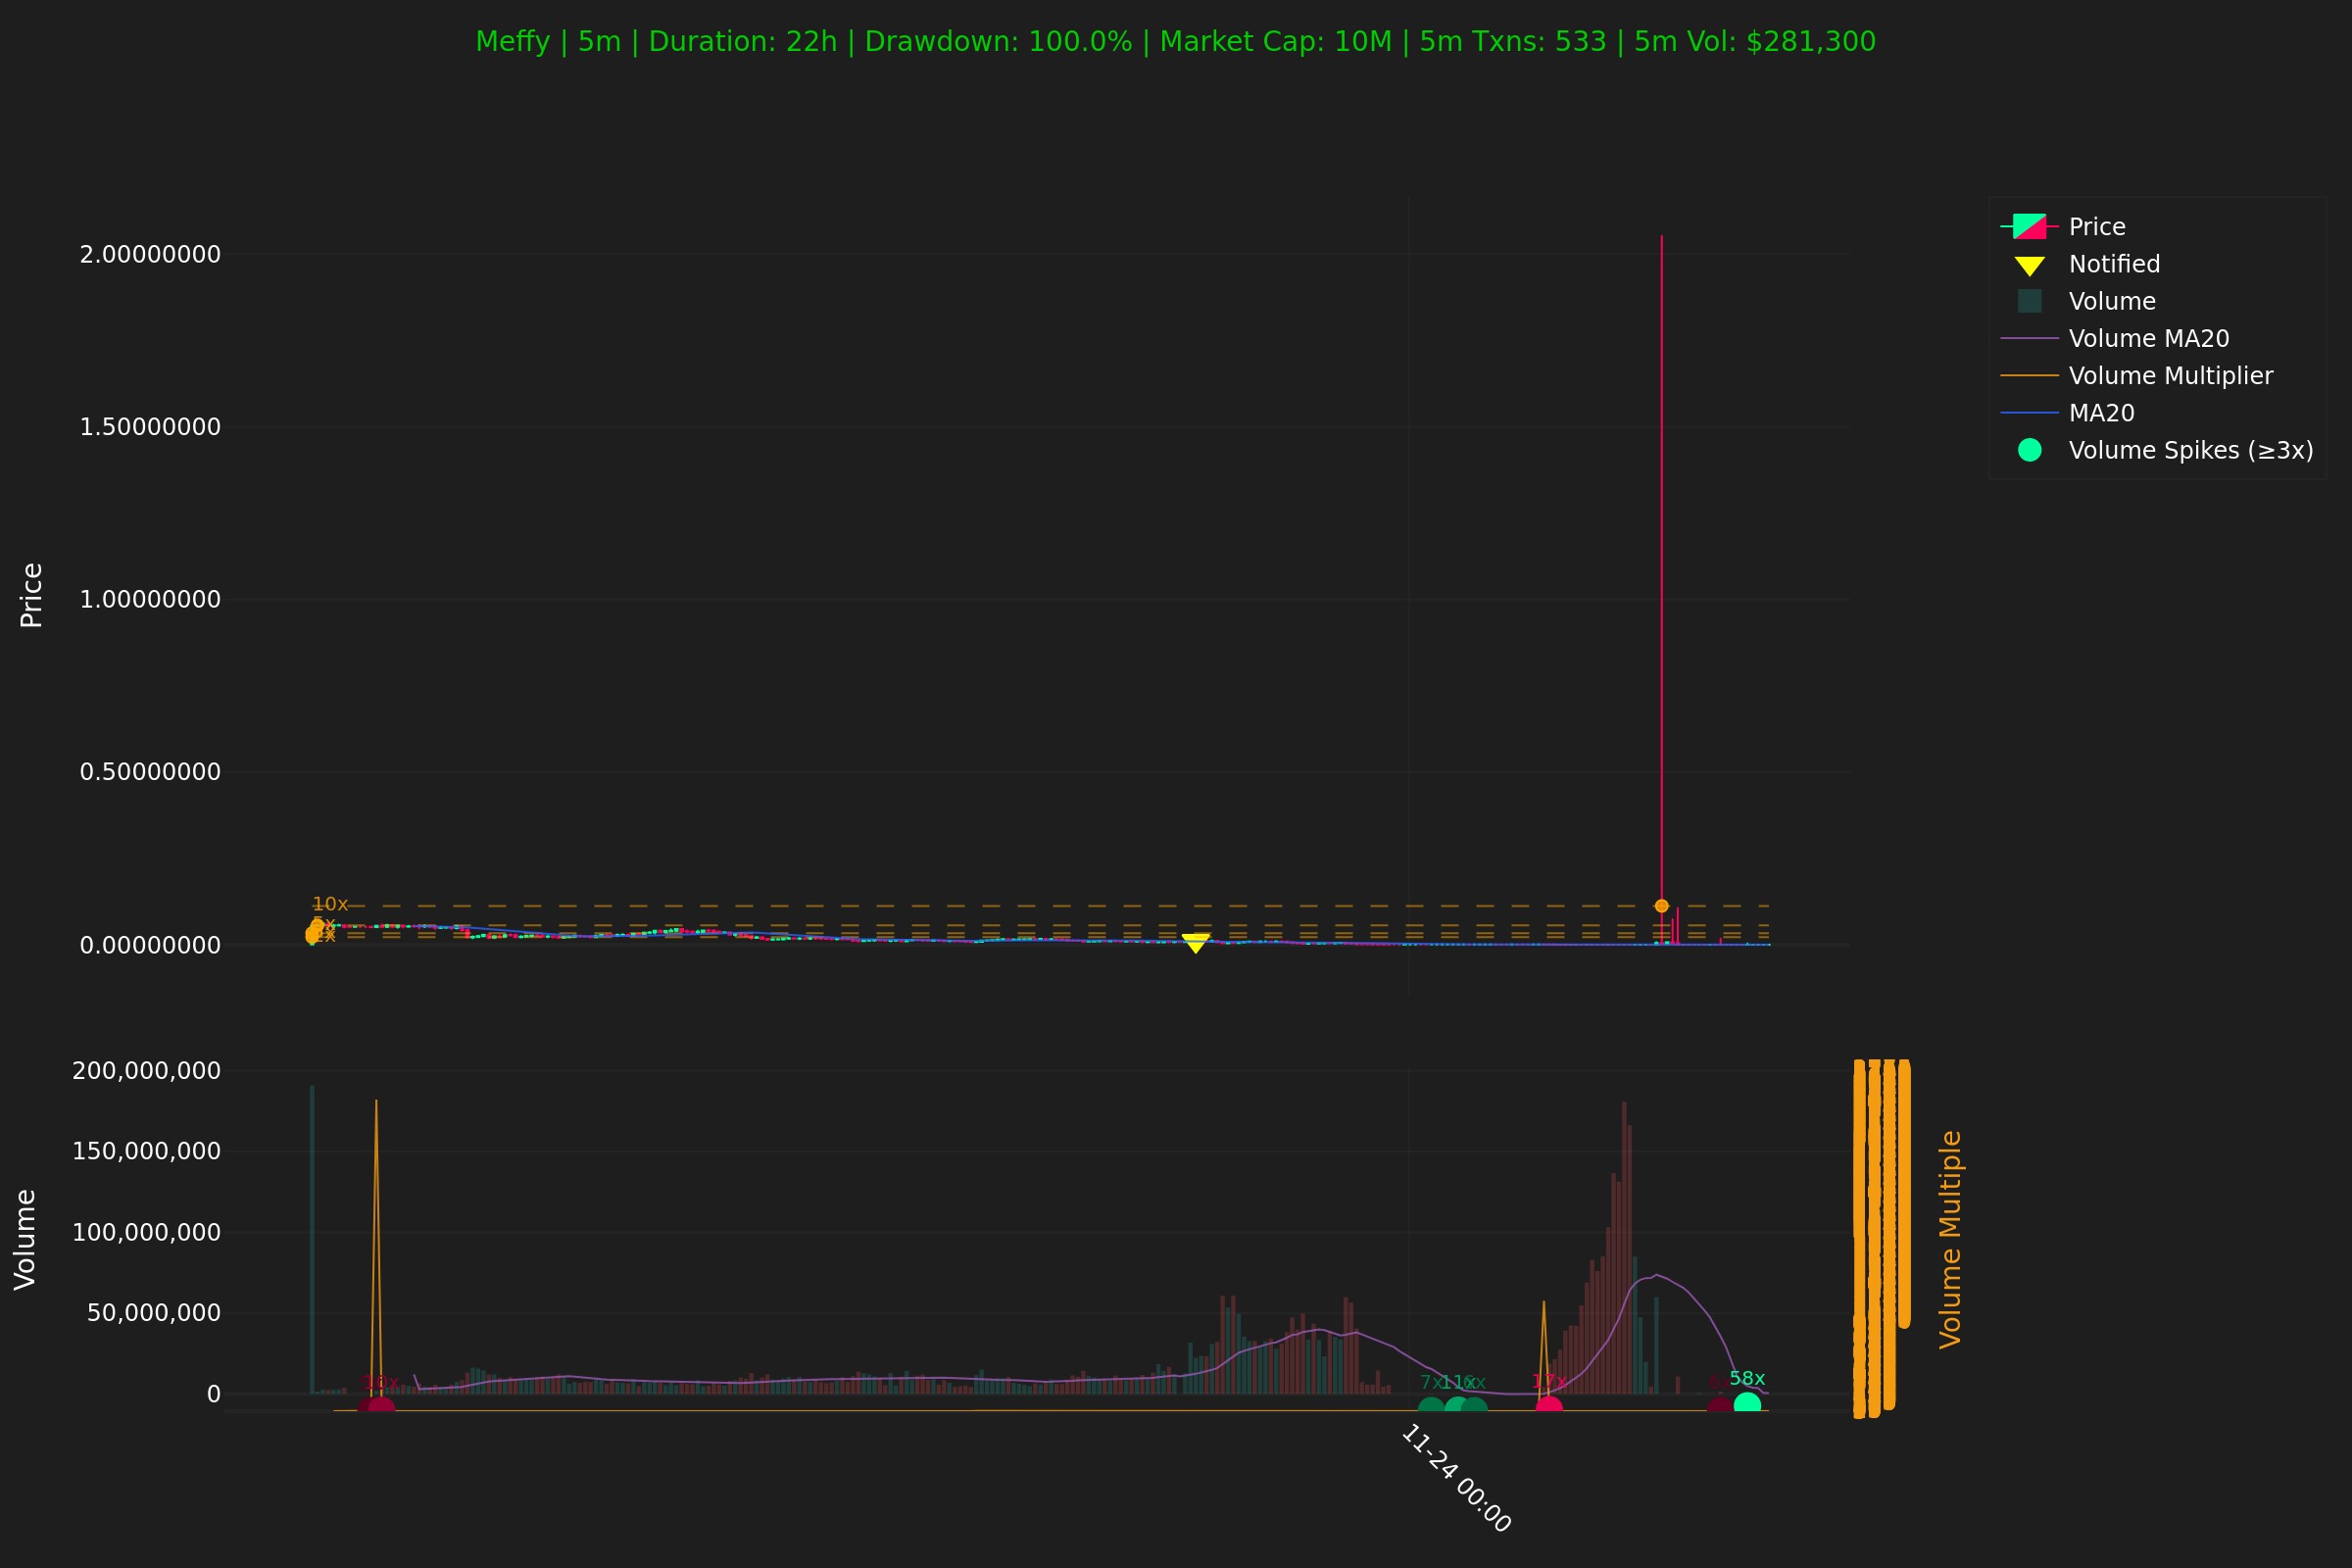 Meffy | 5m | Duration: 22h | Drawdown: 100.0% | Market Cap: 10M | 5m Txns: 533 | 5m Vol: $281,300
Price
2.00000000
1.50000000
1.00000000
0.50000000
0.00000000
10x
5x
Price
Notified
Volume
Volume MA20
Volume Multiplier
MA20
Volume Spikes (≥3x)
Volume
200,000,000
150,000,000
100,000,000
50,000,000
0
7x
11x
17x
58x
11-24 00:00
Volume Multiple